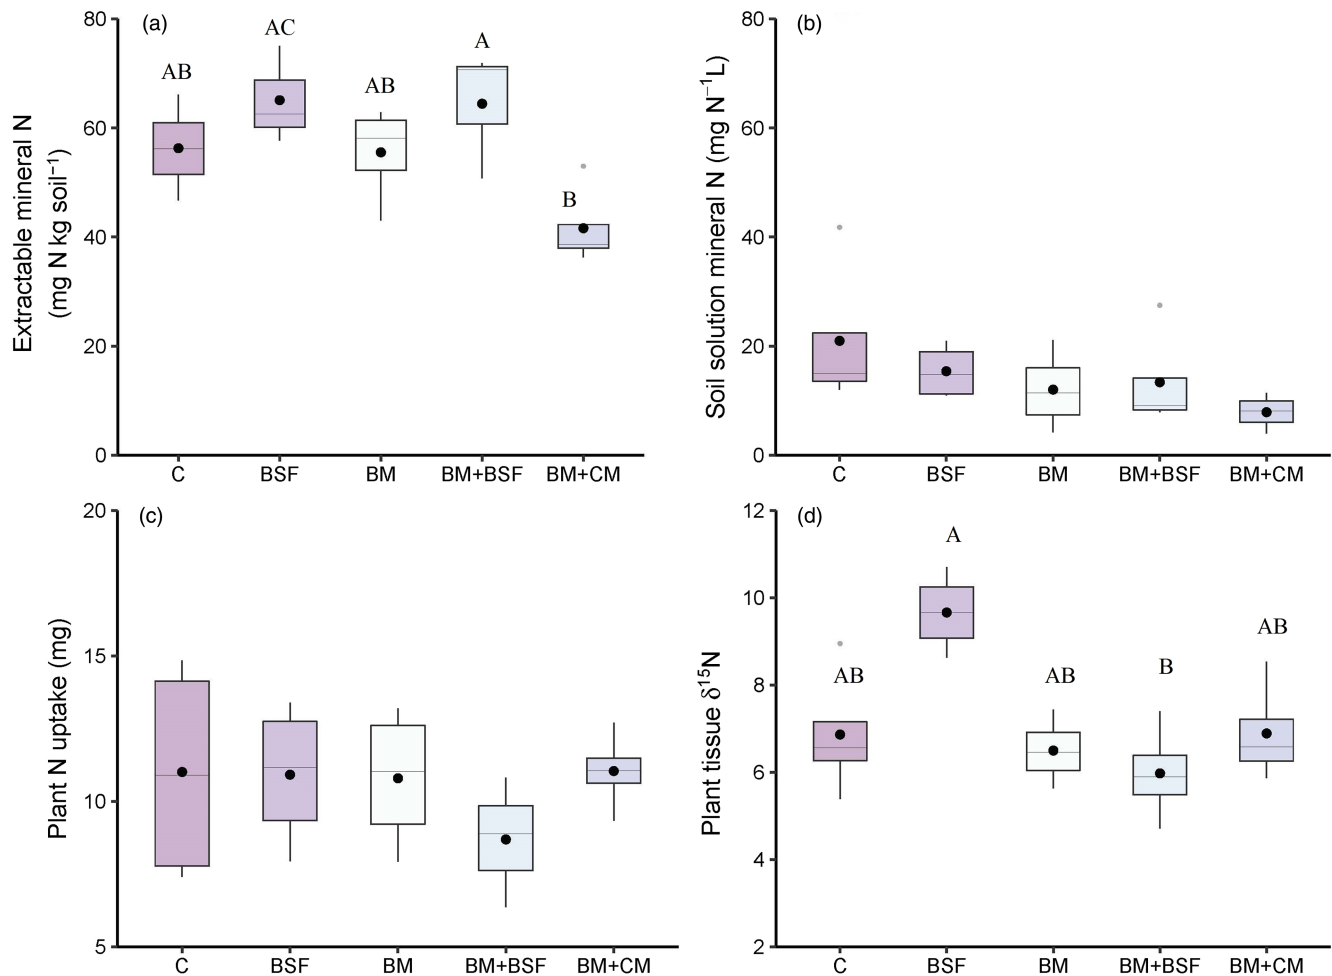 (a)
Extractable mineral N
(mg N kg soil⁻¹)
80
60
40
20
0
AB
AC
AB
A
B
C
BSF
BM
BM+BSF
BM+CM
(b)
Soil solution mineral N (mg N⁻¹L)
80
60
40
20
0
C
BSF
BM
BM+BSF
BM+CM
(c)
Plant N uptake (mg)
20
15
10
5
C
BSF
BM
BM+BSF
BM+CM
(d)
Plant tissue δ¹⁵N
12
10
8
6
4
2
AB
A
AB
B
AB
C
BSF
BM
BM+BSF
BM+CM